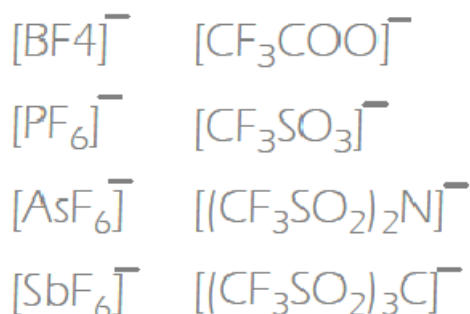 [BF4]⁻ [CF₃COO]⁻
[PF₆]⁻ [CF₃SO₃]⁻
[AsF₆]⁻ [(CF₃SO₂)₂N]⁻
[SbF₆]⁻ [(CF₃SO₂)₃C]⁻